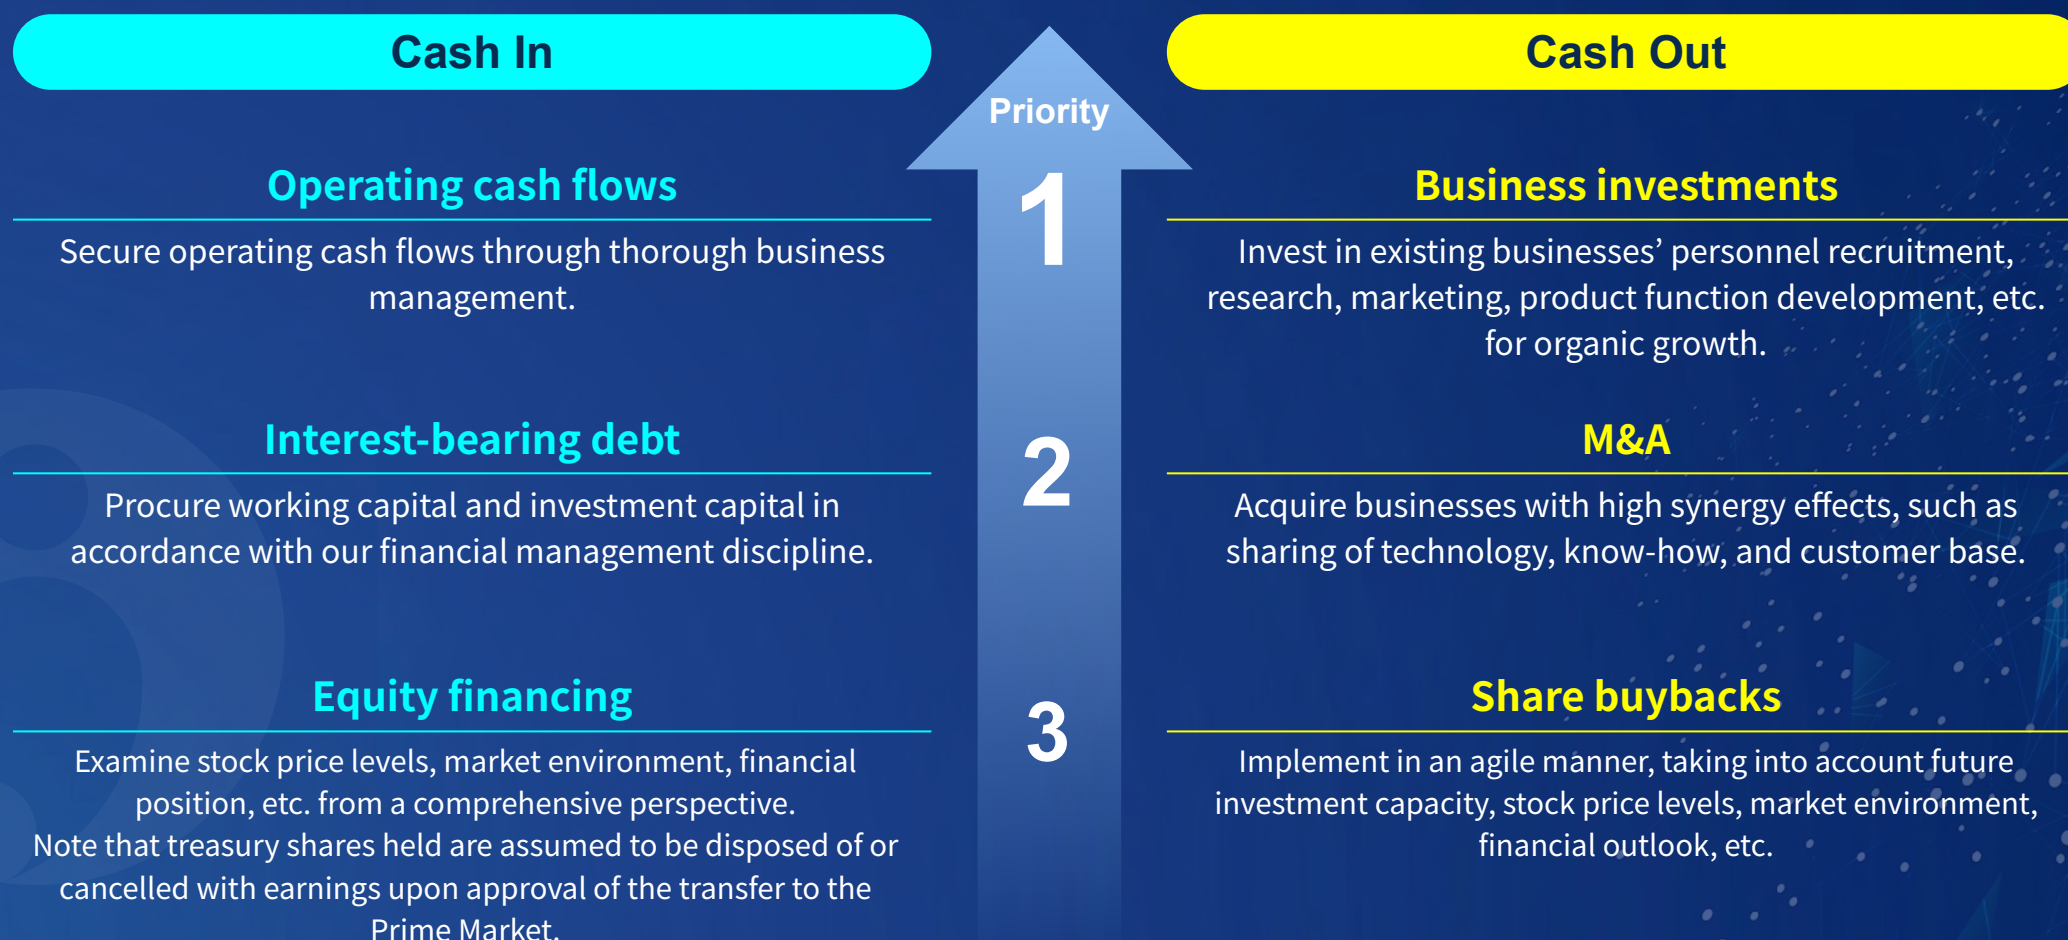 Cash In
Cash Out
Priority
1
Operating cash flows
Secure operating cash flows through thorough business
management.
Business investments
Invest in existing businesses’ personnel recruitment,
research, marketing, product function development, etc.
for organic growth.
2
Interest-bearing debt
Procure working capital and investment capital in
accordance with our financial management discipline.
M&A
Acquire businesses with high synergy effects, such as
sharing of technology, know-how, and customer base.
3
Equity financing
Examine stock price levels, market environment, financial
position, etc. from a comprehensive perspective.
Note that treasury shares held are assumed to be disposed of or
cancelled with earnings upon approval of the transfer to the
Prime Market.
Share buybacks
Implement in an agile manner, taking into account future
investment capacity, stock price levels, market environment,
financial outlook, etc.